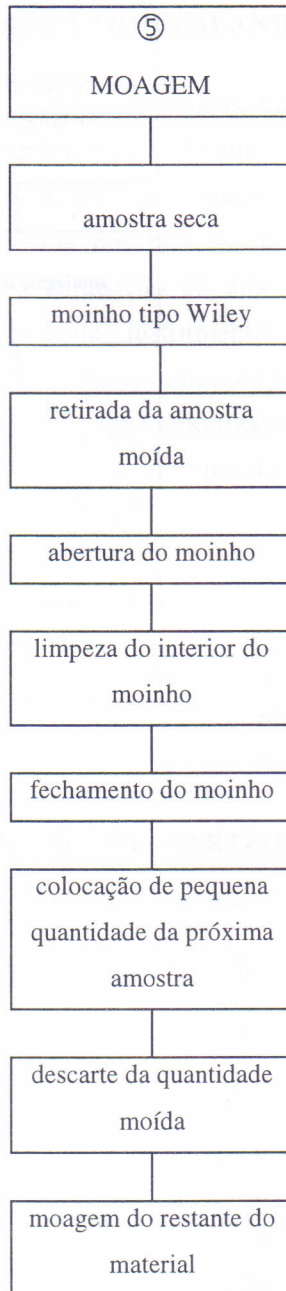 ⑤
MOAGEM
amostra seca
moinho tipo Wiley
retirada da amostra
moída
abertura do moinho
limpeza do interior do
moinho
fechamento do moinho
colocação de pequena
quantidade da próxima
amostra
descarte da quantidade
moída
moagem do restante do
material